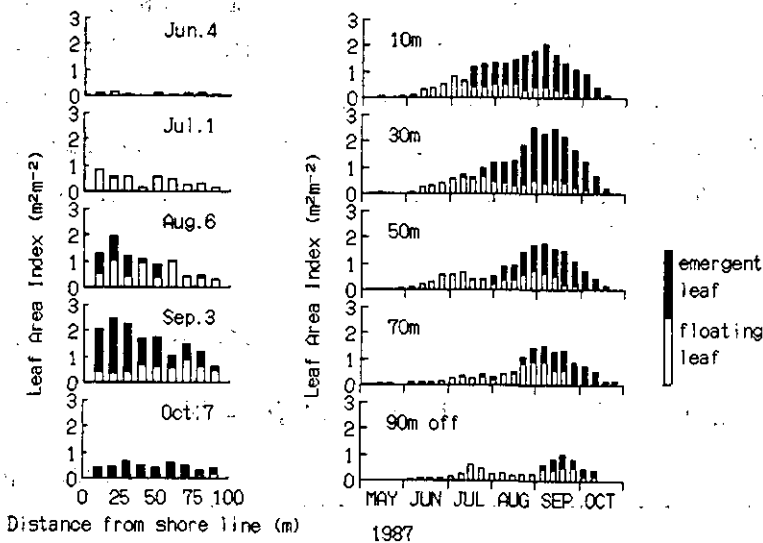 Leaf Area Index (m²m⁻²)
3
2
1
0
Jun.4
3
2
1
0
Jul.1
3
2
1
0
Aug.6
3
2
1
0
Sep.3
3
2
1
0
Oct.7
0 25 50 75 100
Distance from shore line (m)
Leaf Area Index (m²m⁻²)
3
2
1
0
10m
3
2
1
0
30m
3
2
1
0
50m
3
2
1
0
70m
3
2
1
0
90m off
MAY JUN JUL AUG SEP OCT
1987
emergent
leaf
floating
leaf